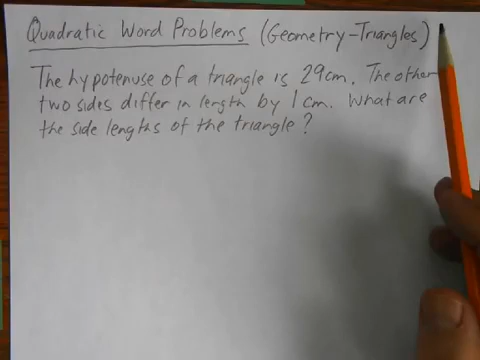 Quadratic Word Problems (Geometry-Triangles)
The hypotenuse of a triangle is 29cm. The other
two sides differ in length by 1cm. What are
the side lengths of the triangle?